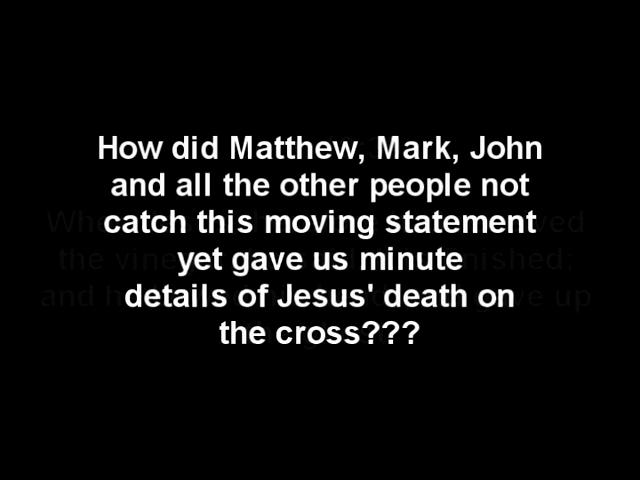 How did Matthew, Mark, John
and all the other people not
catch this moving statement
yet gave us minute
details of Jesus' death on
the cross???